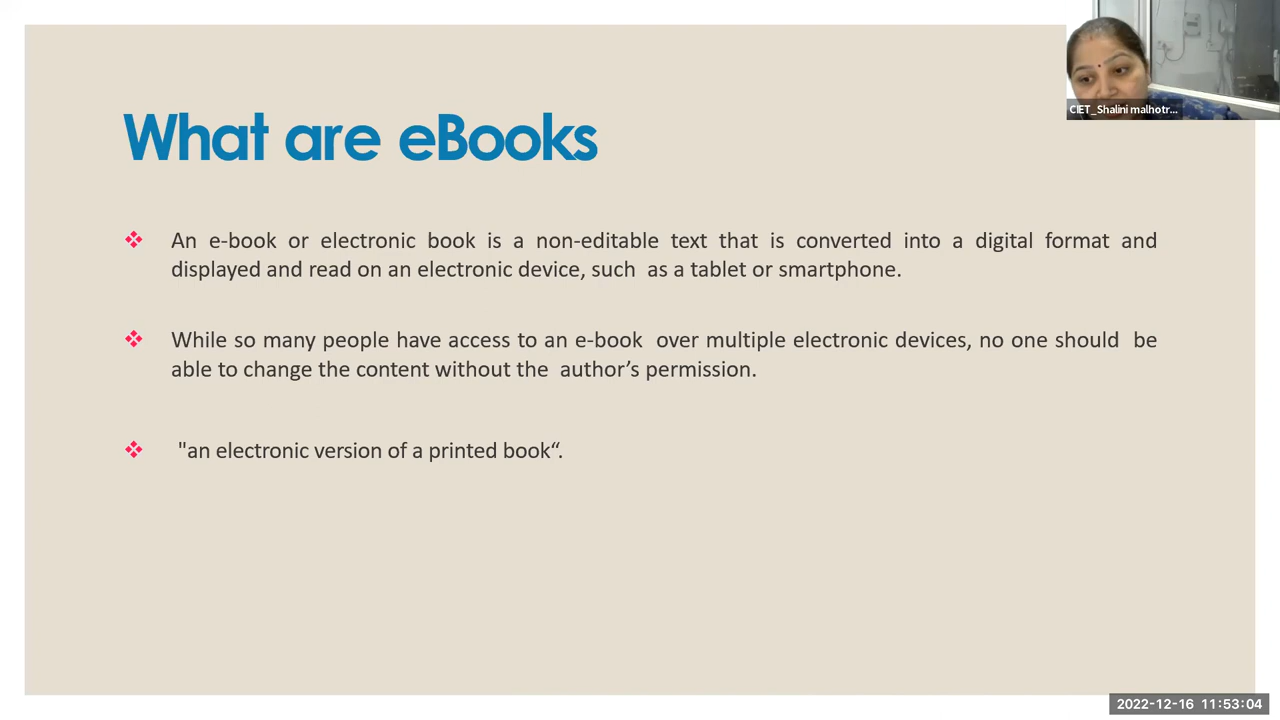 CIET_Shalini malhotr...
What are eBooks
❖ An e-book or electronic book is a non-editable text that is converted into a digital format and
displayed and read on an electronic device, such as a tablet or smartphone.
❖ While so many people have access to an e-book over multiple electronic devices, no one should be
able to change the content without the author’s permission.
❖ "an electronic version of a printed book“.
2022-12-16 11:53:04